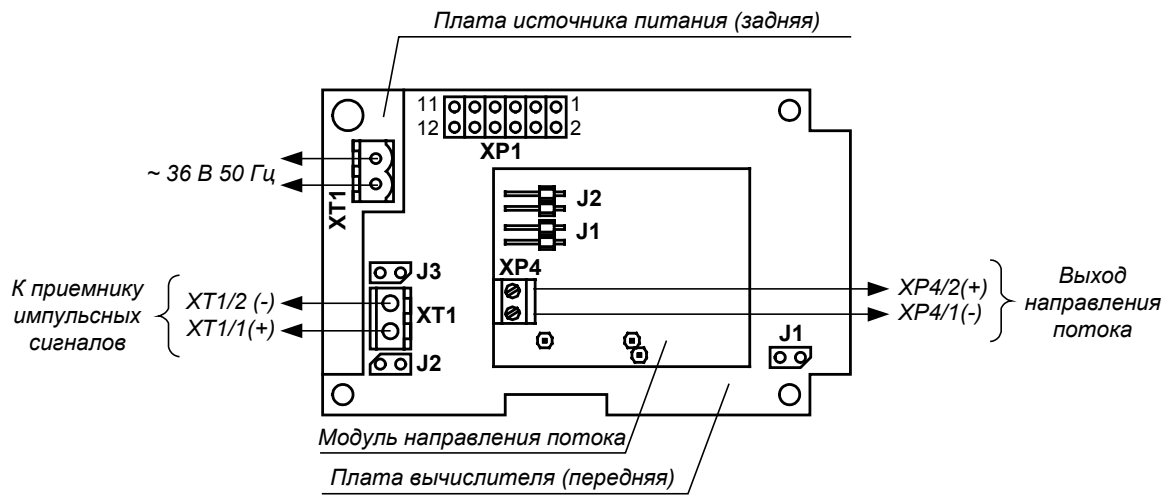 Плата источника питания (задняя)
11
1
12
2
XP1
~ 36 В 50 Гц
XT1
J2
J1
К приемнику
импульсных
сигналов
XT1/2 (-)
XT1/1(+)
J3
XT1
J2
XP4
XP4/2(+)
XP4/1(-)
Выход
направления
потока
J1
Модуль направления потока
Плата вычислителя (передняя)